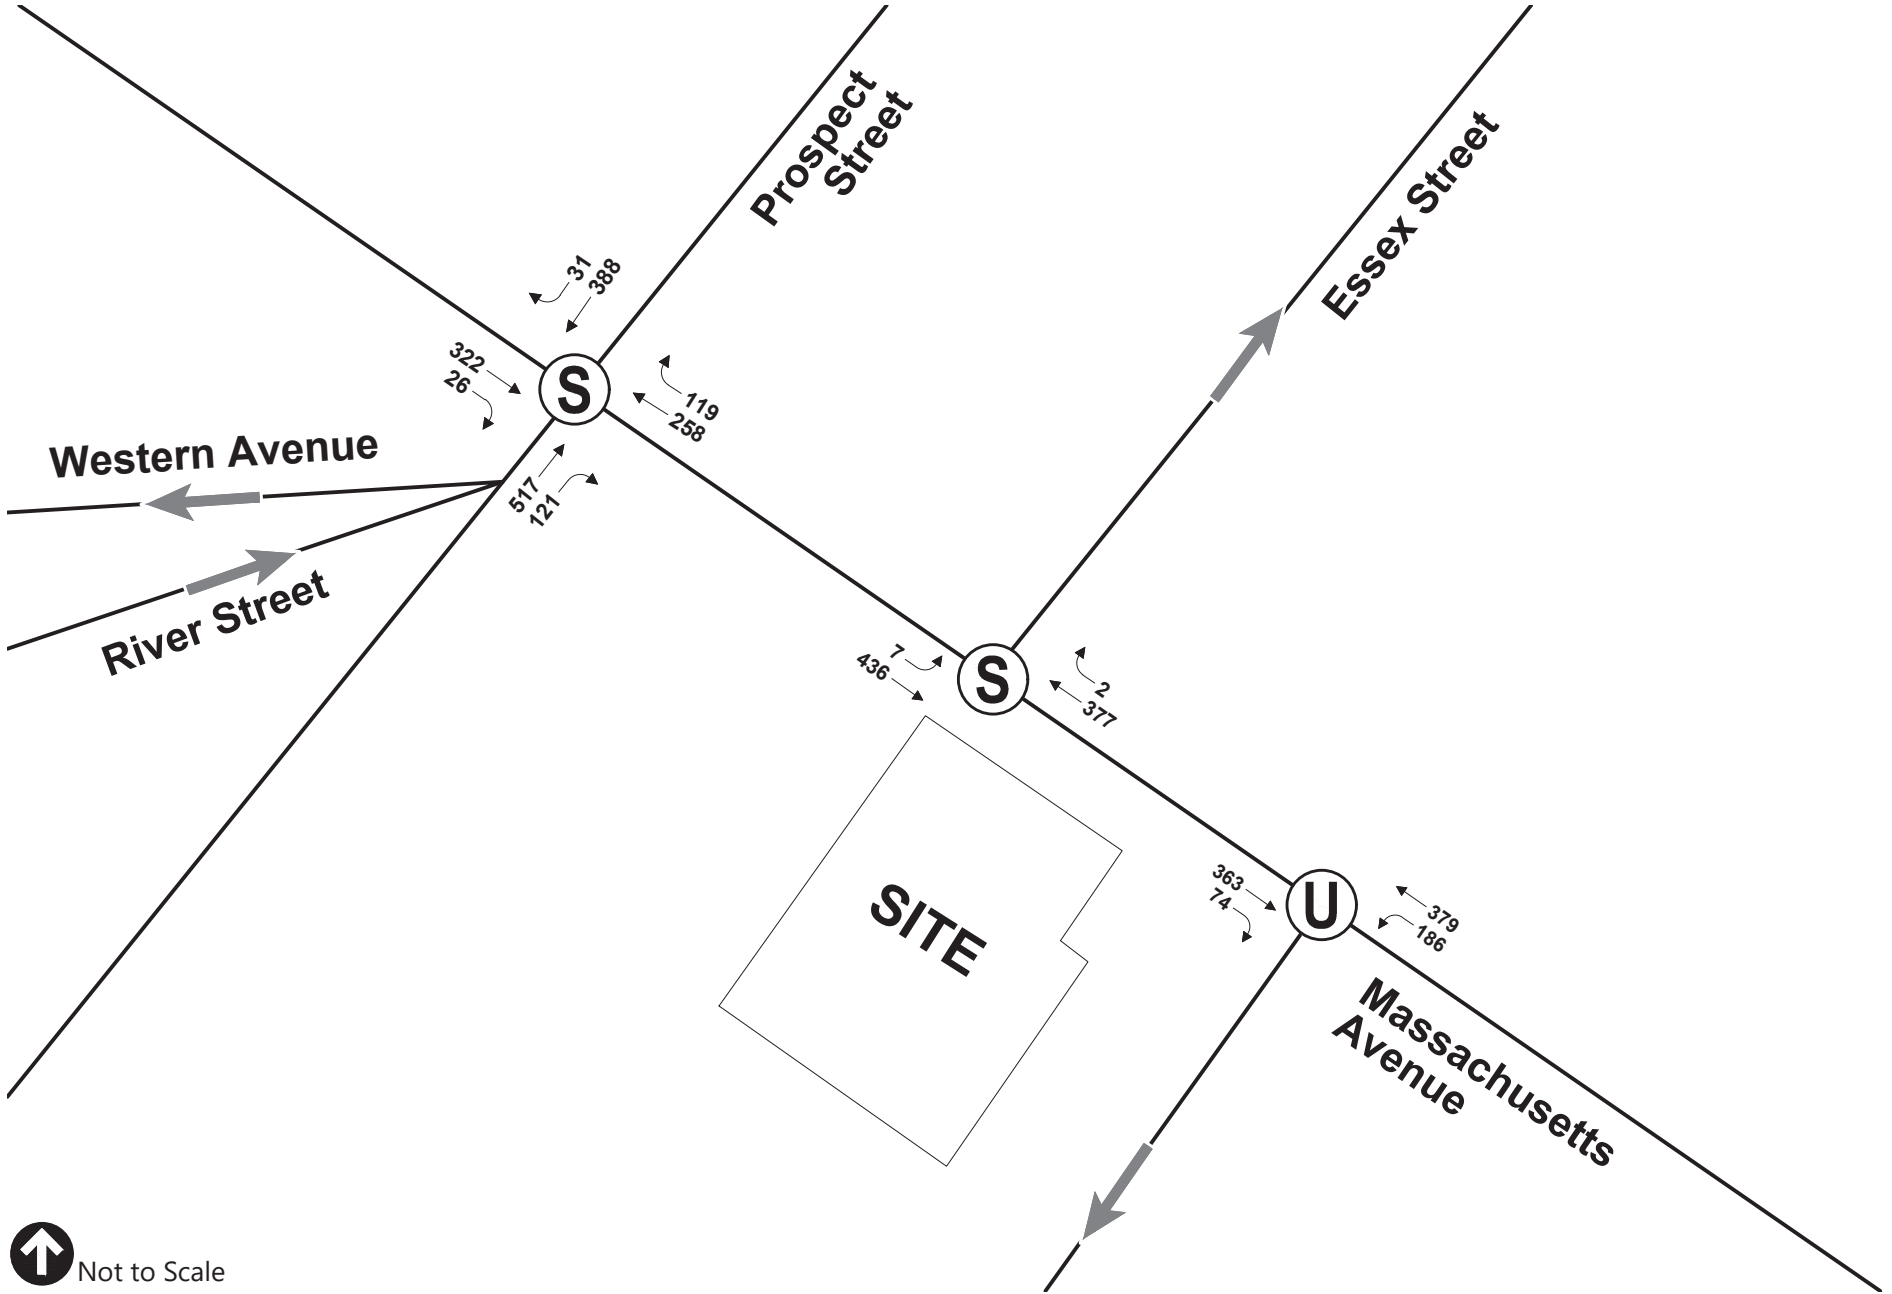 Prospect
Street
Essex Street
31
388
322
26
S
119
258
Western Avenue
517
121
River Street
7
436
S
2
377
363
74
U
379
186
SITE
Massachusetts
Avenue
Not to Scale